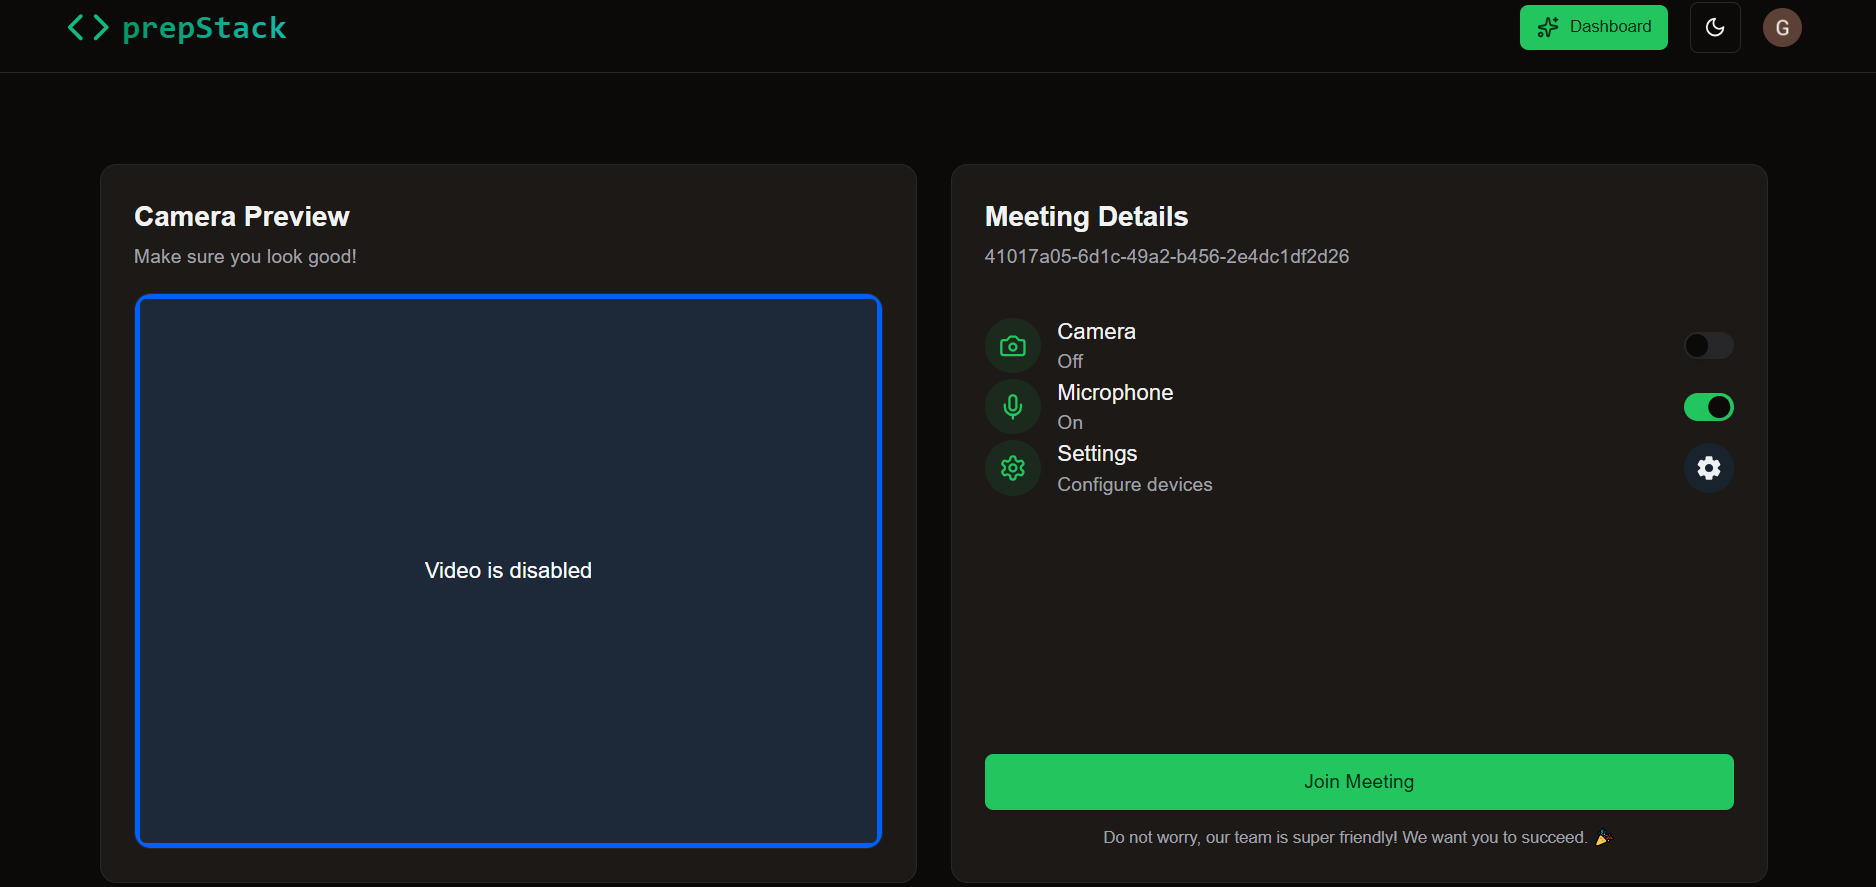 prepStack
Dashboard
G
Camera Preview
Make sure you look good!
Video is disabled
Meeting Details
41017a05-6d1c-49a2-b456-2e4dc1df2d26
Camera
Off
Microphone
On
Settings
Configure devices
Join Meeting
Do not worry, our team is super friendly! We want you to succeed. 🎉